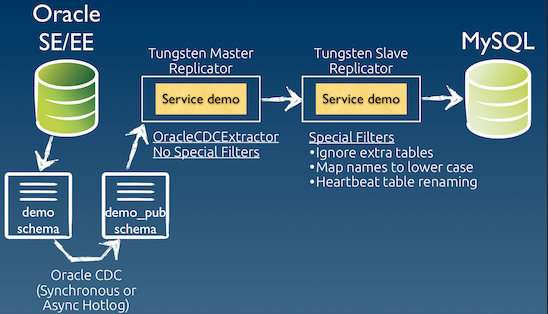 Oracle
SE/EE
Tungsten Master
Replicator
Tungsten Slave
Replicator
MySQL
Service demo
Service demo
OracleCDCExtractor
No Special Filters
Special Filters
•Ignore extra tables
•Map names to lower case
•Heartbeat table renaming
demo
schema
demo_pub
schema
Oracle CDC
(Synchronous or
Async Hotlog)